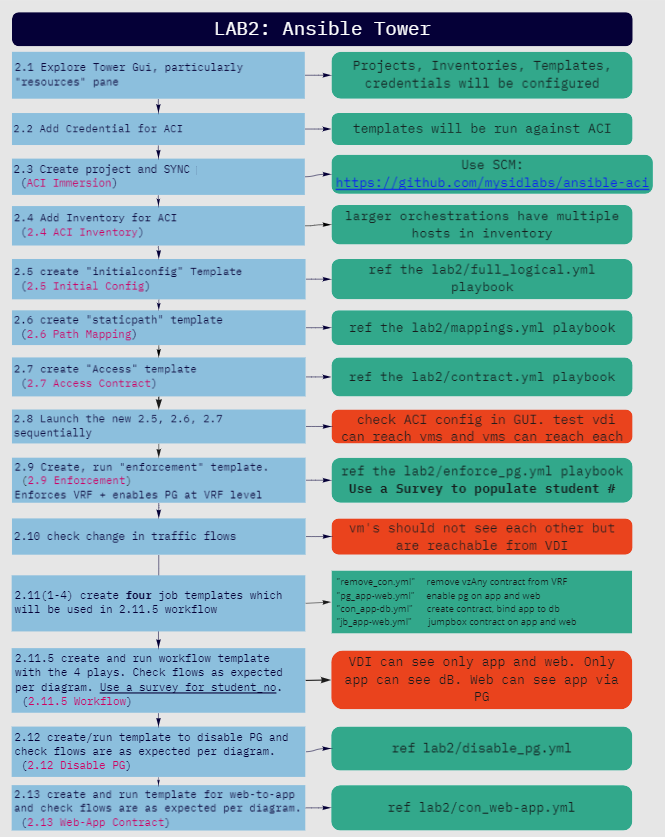 LAB2: Ansible Tower
2.1 Explore Tower Gui, particularly
"resources" pane
Projects, Inventories, Templates,
credentials will be configured
2.2 Add Credential for ACI
templates will be run against ACI
2.3 Create project and SYNC
(ACI Immersion)
Use SCM:
https://github.com/mysidlabs/ansible-aci
2.4 Add Inventory for ACI
(2.4 ACI Inventory)
larger orchestrations have multiple
hosts in inventory
2.5 create "initialconfig" Template
(2.5 Initial Config)
ref the lab2/full_logical.yml
playbook
2.6 create "staticpath" template
(2.6 Path Mapping)
ref the lab2/mappings.yml playbook
2.7 create "Access" template
(2.7 Access Contract)
ref the lab2/contract.yml playbook
2.8 Launch the new 2.5, 2.6, 2.7
sequentially
check ACI config in GUI. test vdi
can reach vms and vms can reach each
2.9 Create, run "enforcement" template.
(2.9 Enforcement)
Enforces VRF + enables PG at VRF level
ref the lab2/enforce_pg.yml playbook
Use a Survey to populate student #
2.10 check change in traffic flows
vm's should not see each other but
are reachable from VDI
2.11(1-4) create four job templates which
will be used in 2.11.5 workflow
"remove_con.yml" remove vzAny contract from VRF
"pg_app-web.yml" enable pg on app and web
"con_app-db.yml" create contract, bind app to db
"jb_app-web.yml" jumpbox contract on app and web
2.11.5 create and run workflow template
with the 4 plays. Check flows as expected
per diagram. Use a survey for student_no.
(2.11.5 Workflow)
VDI can see only app and web. Only
app can see dB. Web can see app via
PG
2.12 create/run template to disable PG and
check flows are as expected per diagram.
(2.12 Disable PG)
ref lab2/disable_pg.yml
2.13 create and run template for web-to-app
and check flows are as expected per diagram.
(2.13 Web-App Contract)
ref lab2/con_web-app.yml